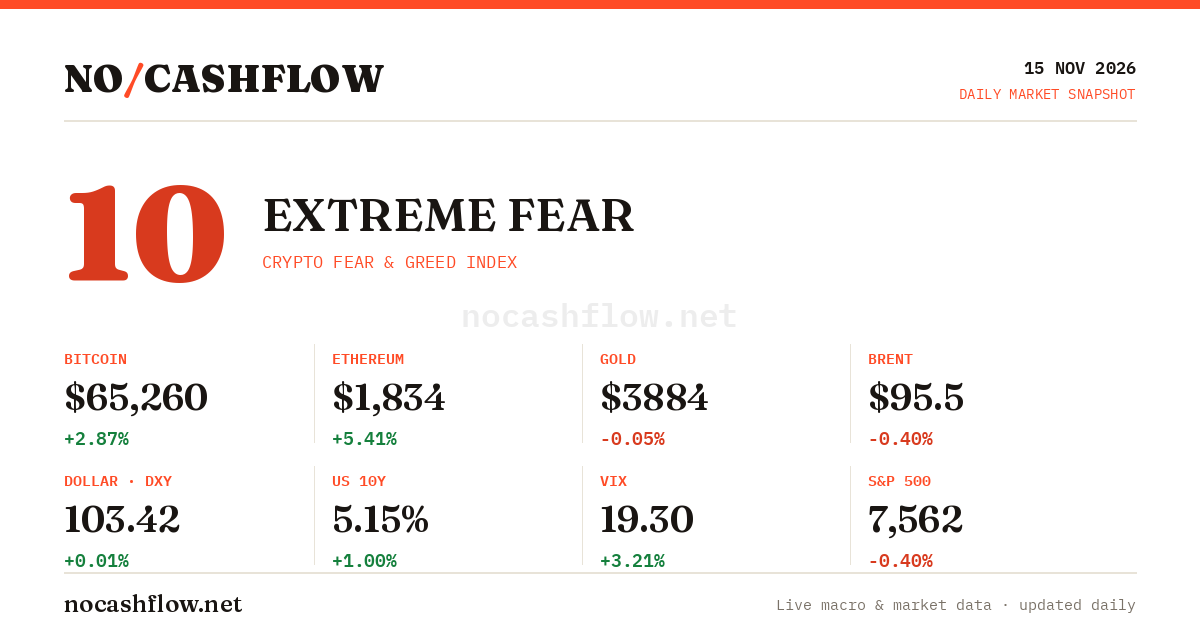 NO/CASHFLOW
15 NOV 2026
DAILY MARKET SNAPSHOT
10
EXTREME FEAR
CRYPTO FEAR & GREED INDEX
nocashflow.net
BITCOIN
$65,260
+2.87%
ETHEREUM
$1,834
+5.41%
GOLD
$3884
-0.05%
BRENT
$95.5
-0.40%
DOLLAR · DXY
103.42
+0.01%
US 10Y
5.15%
+1.00%
VIX
19.30
+3.21%
S&P 500
7,562
-0.40%
nocashflow.net
Live macro & market data · updated daily